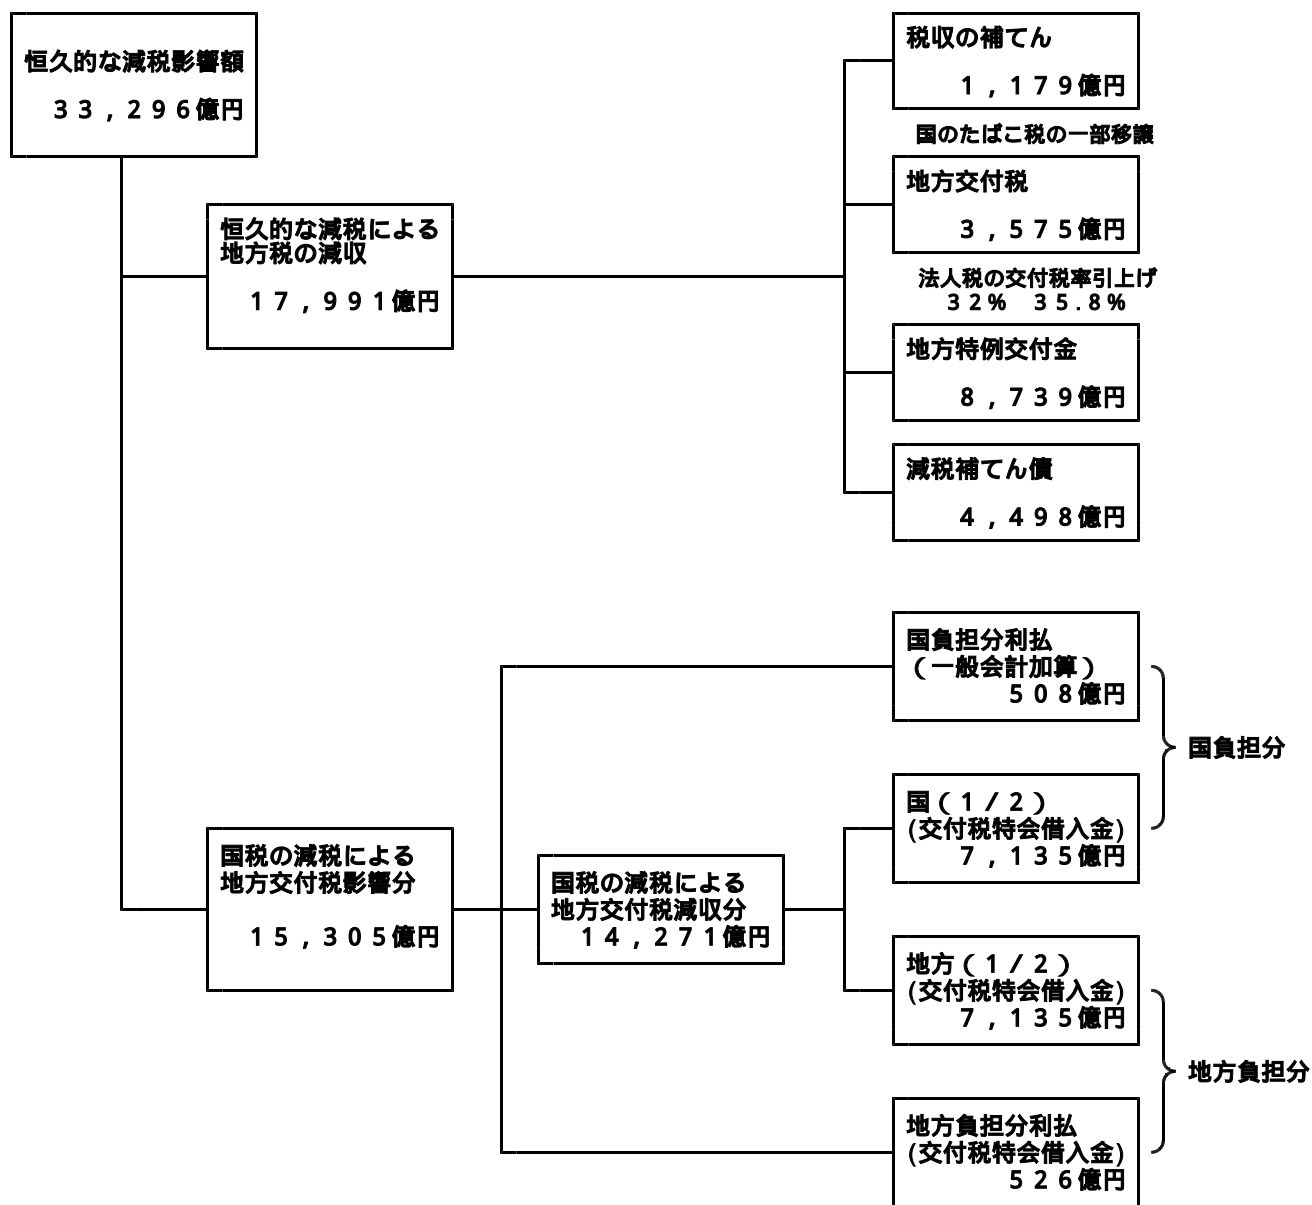 恒久的な減税影響額
３３，２９６億円
恒久的な減税による
地方税の減収
１７，９９１億円
税収の補てん
１，１７９億円
国のたばこ税の一部移譲
地方交付税
３，５７５億円
法人税の交付税率引上げ
３２％　３５.８％
地方特例交付金
８，７３９億円
減税補てん債
４，４９８億円
国税の減税による
地方交付税影響分
１５，３０５億円
国税の減税による
地方交付税減収分
１４，２７１億円
国負担分利払
（一般会計加算）
５０８億円
国（１／２）
(交付税特会借入金)
７，１３５億円
国負担分
地方（１／２）
(交付税特会借入金)
７，１３５億円
地方負担分利払
(交付税特会借入金)
５２６億円
地方負担分